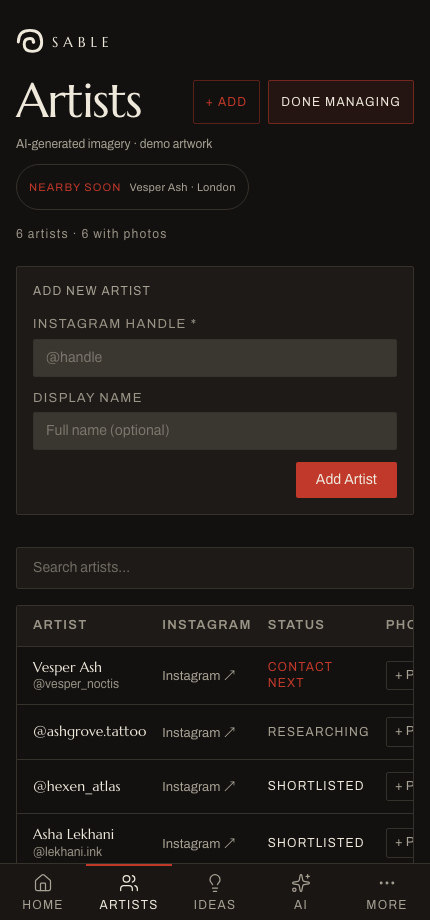 SABLE
Artists
+ ADD
DONE MANAGING
AI-generated imagery · demo artwork
NEARBY SOON Vesper Ash · London
6 artists · 6 with photos
ADD NEW ARTIST
INSTAGRAM HANDLE *
@handle
DISPLAY NAME
Full name (optional)
Add Artist
Search artists...
ARTIST INSTAGRAM STATUS
Vesper Ash
@vesper_noctis
Instagram ↗
CONTACT
NEXT
@ashgrove.tattoo Instagram ↗ RESEARCHING
@hexen_atlas Instagram ↗ SHORTLISTED
Asha Lekhani
@lekhani.ink
Instagram ↗ SHORTLISTED
HOME ARTISTS IDEAS AI MORE